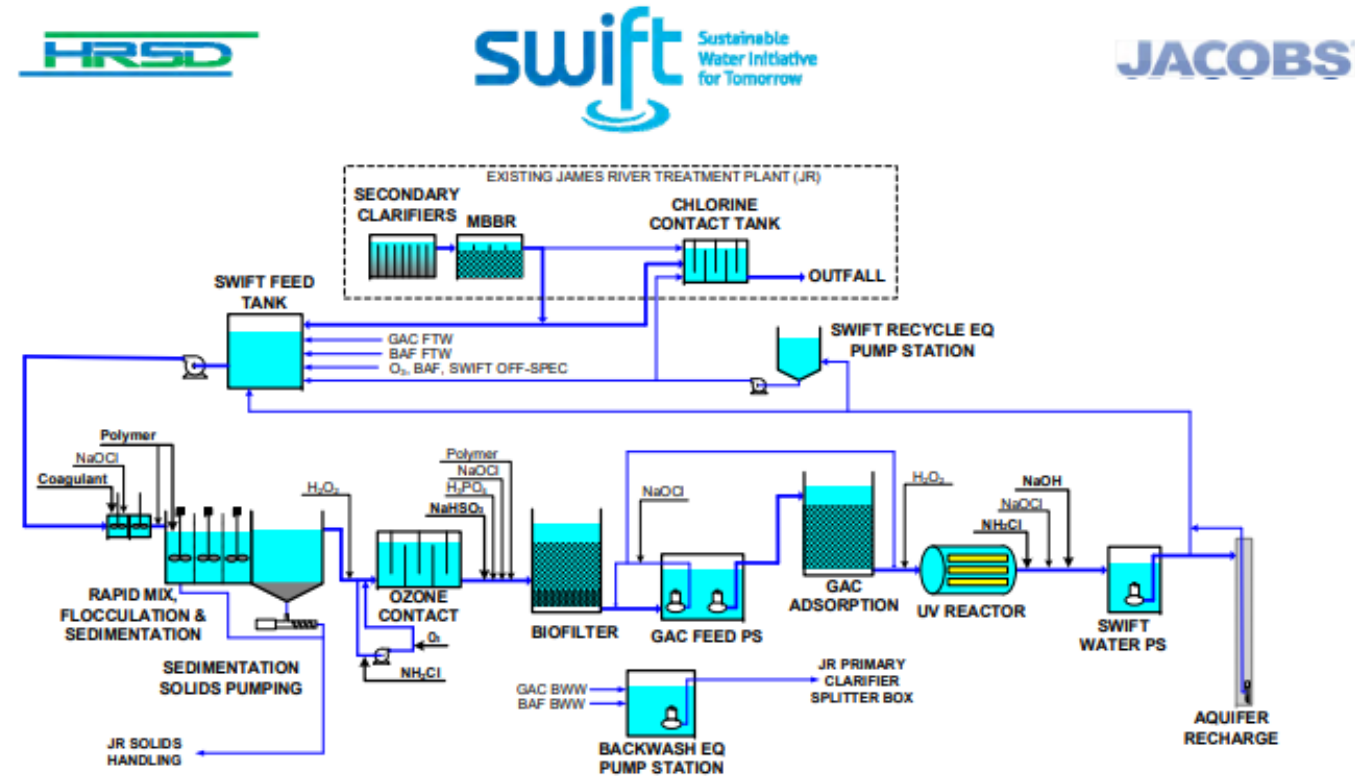 HRSD
swift
Sustainable
Water Initiative
for Tomorrow
JACOBS
EXISTING JAMES RIVER TREATMENT PLANT (JR)
SECONDARY
CLARIFIERS
MBBR
CHLORINE
CONTACT TANK
OUTFALL
SWIFT FEED
TANK
GAC FTW
BAF FTW
O₃, BAF, SWIFT OFF-SPEC
SWIFT RECYCLE EQ
PUMP STATION
Polymer
NaOCl
Coagulant
H₂O₂
Polymer
NaOCl
H₃PO₄
NaHSO₃
NaOCl
H₂O₂
NaOH
NaOCl
NH₂Cl
RAPID MIX,
FLOCCULATION &
SEDIMENTATION
OZONE
CONTACT
O₃
NH₂Cl
BIOFILTER
GAC FEED PS
GAC
ADSORPTION
UV REACTOR
SWIFT
WATER PS
SEDIMENTATION
SOLIDS PUMPING
GAC BWW
BAF BWW
JR PRIMARY
CLARIFIER
SPLITTER BOX
AQUIFER
RECHARGE
JR SOLIDS
HANDLING
BACKWASH EQ
PUMP STATION